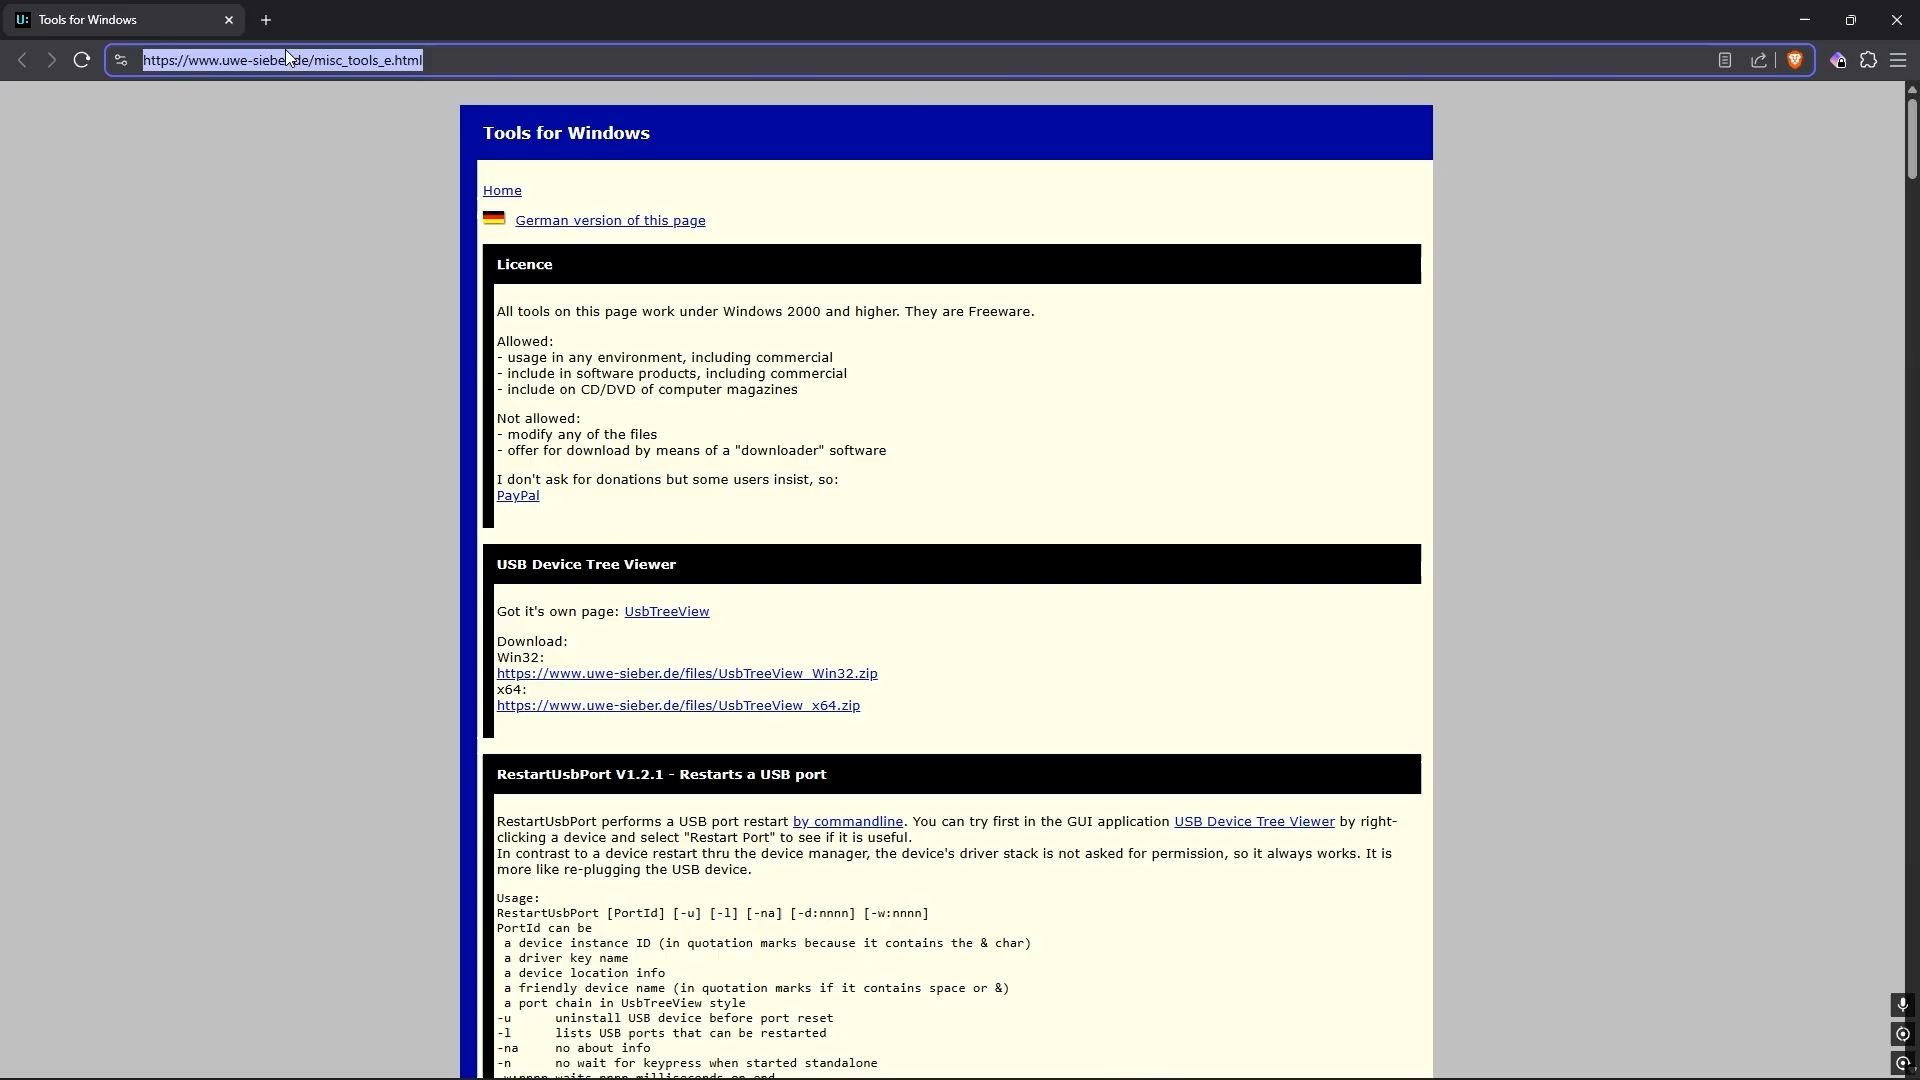 Tools for Windows
https://www.uwe-sieber.de/misc_tools_e.html
Tools for Windows
Home
German version of this page
Licence
All tools on this page work under Windows 2000 and higher. They are Freeware.
Allowed:
- usage in any environment, including commercial
- include in software products, including commercial
- include on CD/DVD of computer magazines
Not allowed:
- modify any of the files
- offer for download by means of a "downloader" software
I don't ask for donations but some users insist, so:
PayPal
USB Device Tree Viewer
Got it's own page: UsbTreeView
Download:
Win32:
https://www.uwe-sieber.de/files/UsbTreeView_Win32.zip
x64:
https://www.uwe-sieber.de/files/UsbTreeView_x64.zip
RestartUsbPort V1.2.1 - Restarts a USB port
RestartUsbPort performs a USB port restart by commandline. You can try first in the GUI application USB Device Tree Viewer by right-
clicking a device and select "Restart Port" to see if it is useful.
In contrast to a device restart thru the device manager, the device's driver stack is not asked for permission, so it always works. It is
more like re-plugging the USB device.
Usage:
RestartUsbPort [PortId] [-u] [-l] [-na] [-d:nnnn] [-w:nnnn]
PortId can be
a device instance ID (in quotation marks because it contains the & char)
a driver key name
a device location info
a friendly device name (in quotation marks if it contains space or &)
a port chain in UsbTreeView style
-u uninstall USB device before port reset
-l lists USB ports that can be restarted
-na no about info
-n no wait for keypress when started standalone
-w:nnnn waits nnnn milliseconds on end